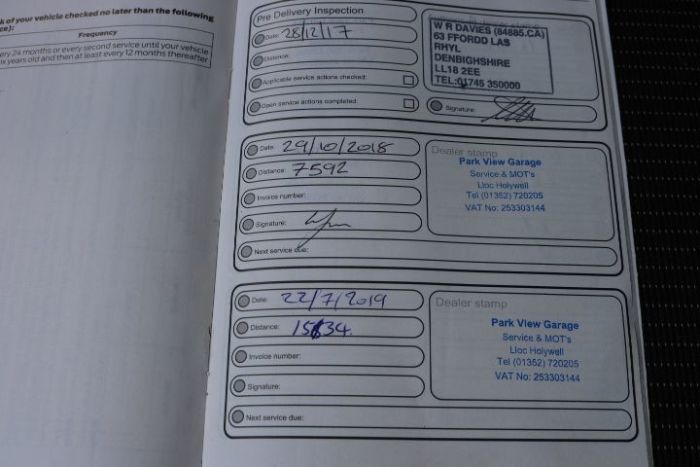 k of your vehicle checked no later than the following
ce):
Frequency
ery 24 months or every second service until your vehicle
ix years old and then at least every 12 months thereafter
Pre Delivery Inspection
Date: 28/12/17
Distance:
Applicable service actions checked:
Open service actions completed:
W R DAVIES (84885.CA)
63 FFORDD LAS
RHYL
DENBIGHSHIRE
LL18 2EE
TEL:01745 350000
Signature:
Date: 29/10/2018
Distance: 7592
Invoice number:
Signature:
Next service due:
Dealer stamp
Park View Garage
Service & MOT's
Lloc Holywell
Tel (01352) 720205
VAT No: 253303144
Date: 22/7/2019
Distance:
Invoice number:
Signature:
Next service due:
Dealer stamp
Park View Garage
Service & MOT's
Lloc Holywell
Tel (01352) 720205
VAT No: 253303144